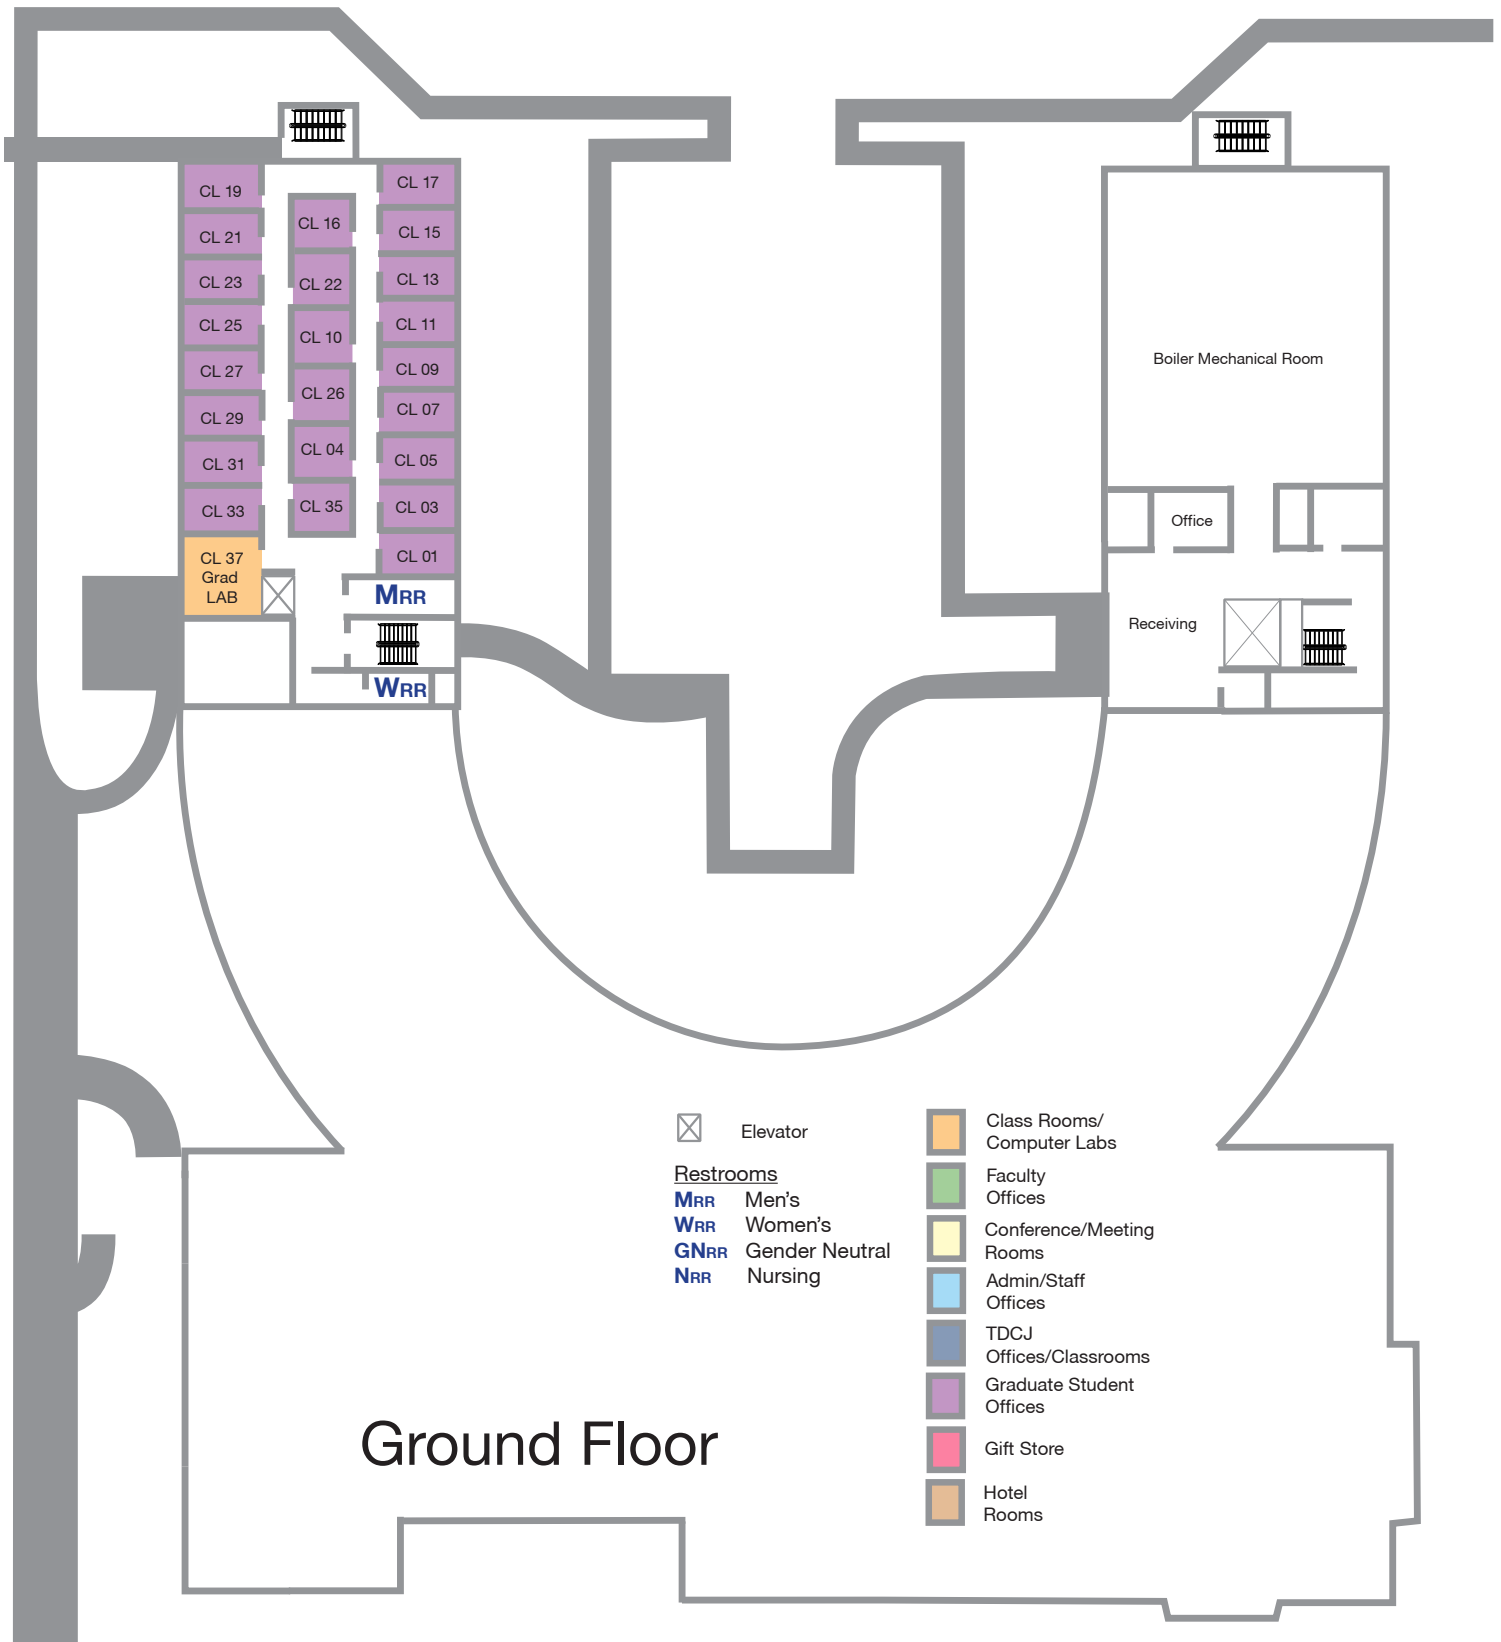 CL 19
CL 21
CL 23
CL 25
CL 27
CL 29
CL 31
CL 33
CL 37
Grad
LAB
CL 16
CL 22
CL 10
CL 26
CL 04
CL 35
CL 17
CL 15
CL 13
CL 11
CL 09
CL 07
CL 05
CL 03
CL 01
MRR
WRR
Boiler Mechanical Room
Office
Receiving
Elevator
Restrooms
MRR Men's
WRR Women's
GNRR Gender Neutral
NRR Nursing
Class Rooms/
Computer Labs
Faculty
Offices
Conference/Meeting
Rooms
Admin/Staff
Offices
TDCJ
Offices/Classrooms
Graduate Student
Offices
Gift Store
Hotel
Rooms
Ground Floor